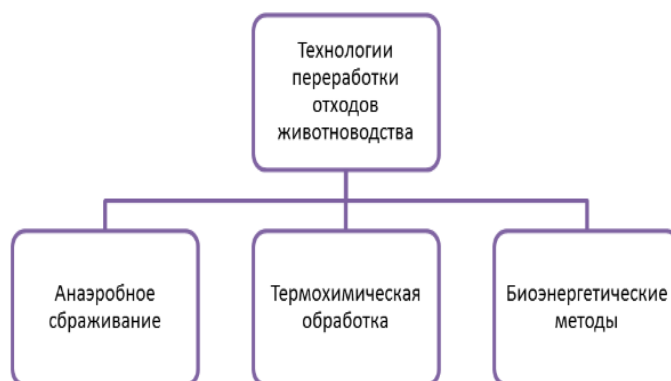 Технологии
переработки
отходов
животноводства
Анаэробное
сбраживание
Термохимическая
обработка
Биоэнергетические
методы